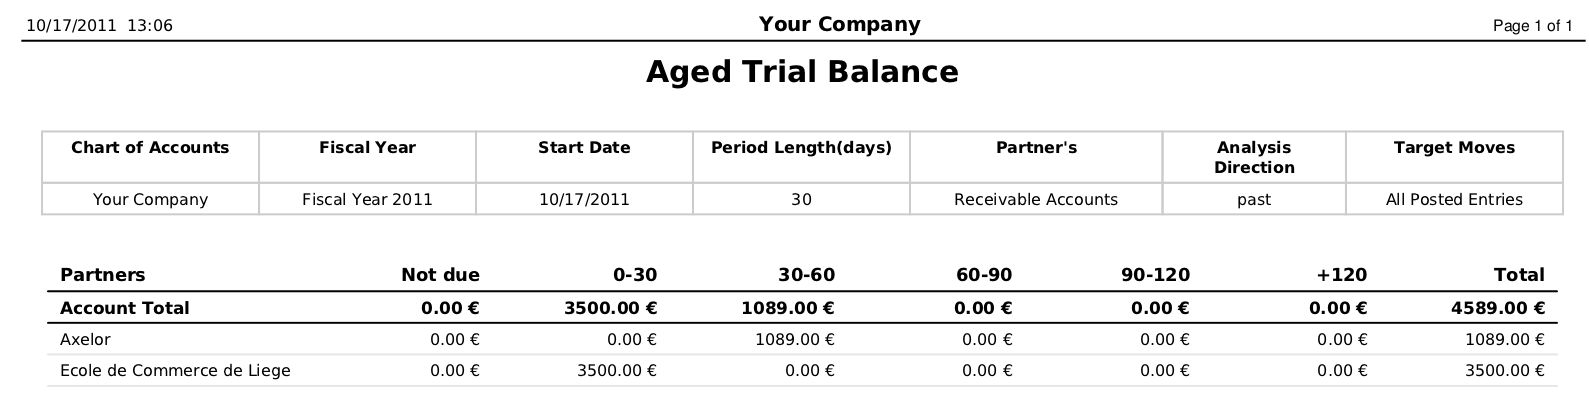 10/17/2011  13:06 Your Company Page 1 of 1
Aged Trial Balance
Chart of Accounts Fiscal Year Start Date Period Length(days) Partner's Analysis Direction Target Moves
Your Company Fiscal Year 2011 10/17/2011 30 Receivable Accounts past All Posted Entries
Partners Not due 0-30 30-60 60-90 90-120 +120 Total
Account Total 0.00 € 3500.00 € 1089.00 € 0.00 € 0.00 € 0.00 € 4589.00 €
Axelor 0.00 € 0.00 € 1089.00 € 0.00 € 0.00 € 0.00 € 1089.00 €
Ecole de Commerce de Liege 0.00 € 3500.00 € 0.00 € 0.00 € 0.00 € 0.00 € 3500.00 €